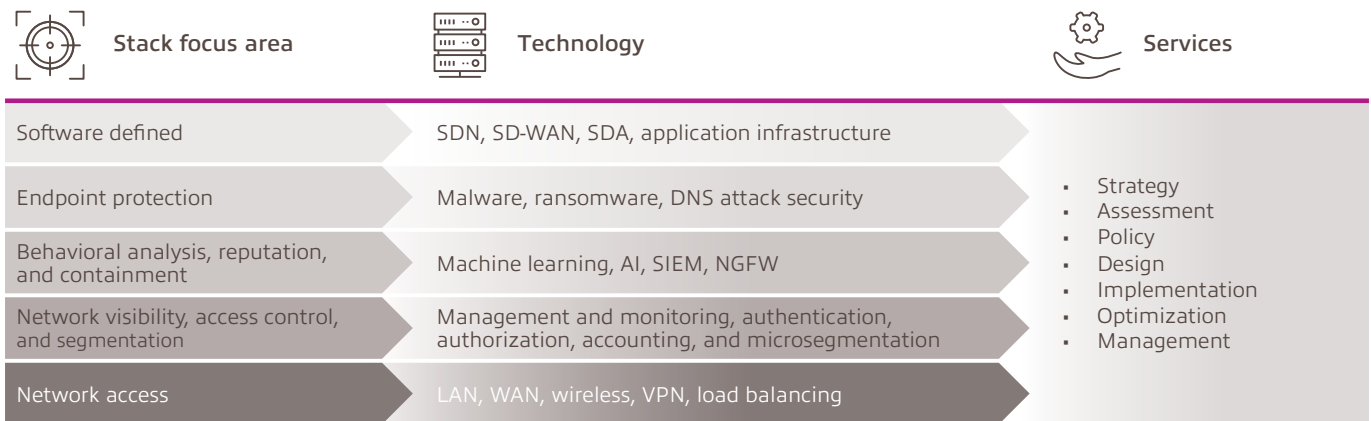 Stack focus area
Technology
Services
Software defined
SDN, SD-WAN, SDA, application infrastructure
Endpoint protection
Malware, ransomware, DNS attack security
Behavioral analysis, reputation,
and containment
Machine learning, AI, SIEM, NGFW
Network visibility, access control,
and segmentation
Management and monitoring, authentication,
authorization, accounting, and microsegmentation
Network access
LAN, WAN, wireless, VPN, load balancing
▪ Strategy
▪ Assessment
▪ Policy
▪ Design
▪ Implementation
▪ Optimization
▪ Management